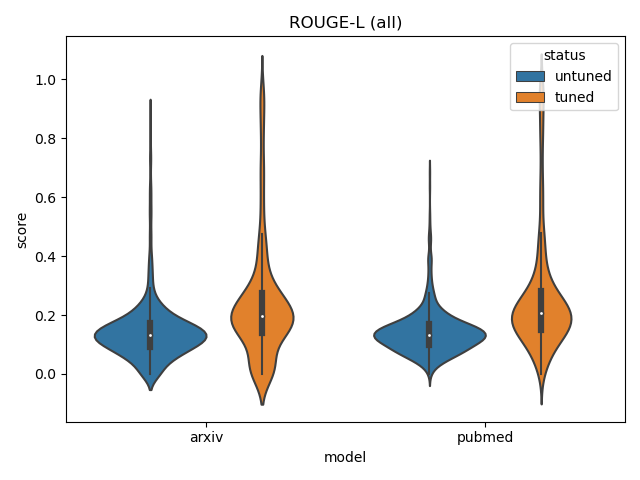 ROUGE-L (all)
status
untuned
tuned
1.0
0.8
0.6
0.4
0.2
0.0
score
arxiv
pubmed
model